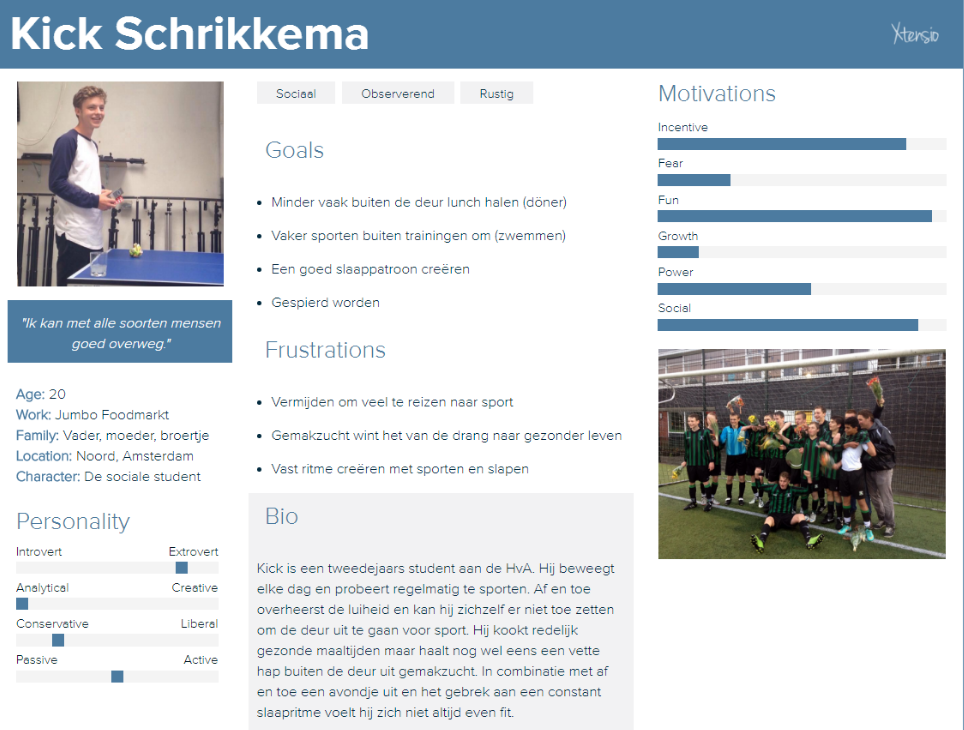 Kick Schrikkema
Xtensio
"Ik kan met alle soorten mensen
goed overweg."
Age: 20
Work: Jumbo Foodmarkt
Family: Vader, moeder, broertje
Location: Noord, Amsterdam
Character: De sociale student
Personality
Introvert Extrovert
Analytical Creative
Conservative Liberal
Passive Active
Sociaal Observerend Rustig
Goals
• Minder vaak buiten de deur lunch halen (döner)
• Vaker sporten buiten trainingen om (zwemmen)
• Een goed slaappatroon creëren
• Gespierd worden
Frustrations
• Vermijden om veel te reizen naar sport
• Gemakzucht wint het van de drang naar gezonder leven
• Vast ritme creëren met sporten en slapen
Bio
Kick is een tweedejaars student aan de HvA. Hij beweegt
elke dag en probeert regelmatig te sporten. Af en toe
overheerst de luiheid en kan hij zichzelf er niet toe zetten
om de deur uit te gaan voor sport. Hij kookt redelijk
gezonde maaltijden maar haalt nog wel eens een vette
hap buiten de deur uit gemakzucht. In combinatie met af
en toe een avondje uit en het gebrek aan een constant
slaapritme voelt hij zich niet altijd even fit.
Motivations
Incentive
Fear
Fun
Growth
Power
Social